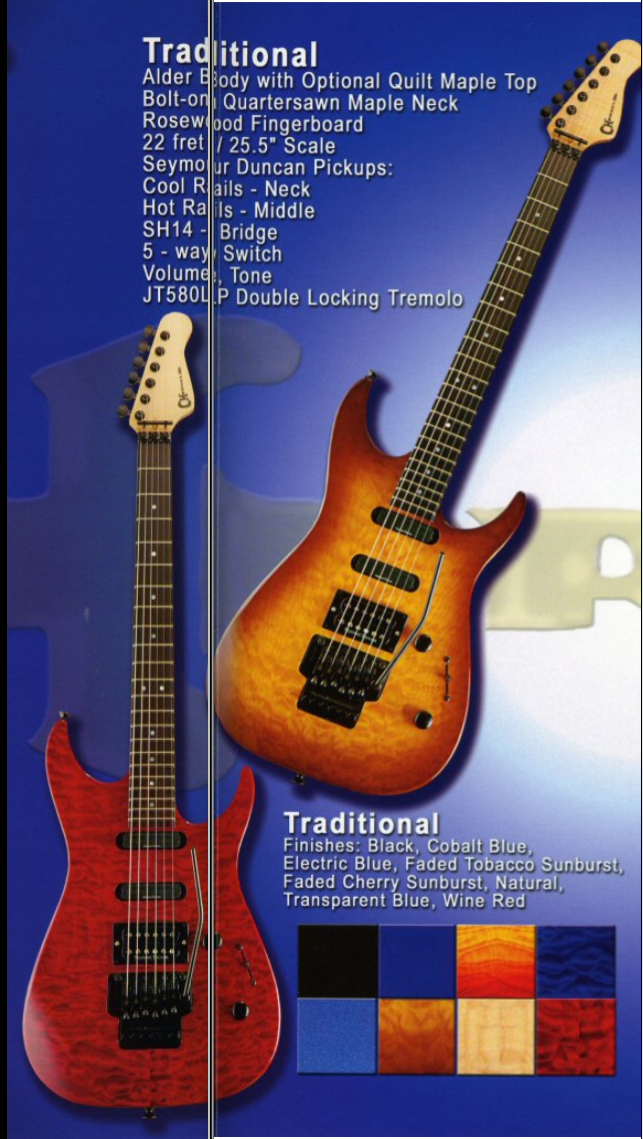 Traditional
Alder Body with Optional Quilt Maple Top
Bolt-on Quartersawn Maple Neck
Rosewood Fingerboard
22 fret / 25.5" Scale
Seymour Duncan Pickups:
Cool Rails - Neck
Hot Rails - Middle
SH14 - Bridge
5 - way Switch
Volume, Tone
JT580LP Double Locking Tremolo
Traditional
Finishes: Black, Cobalt Blue,
Electric Blue, Faded Tobacco Sunburst,
Faded Cherry Sunburst, Natural,
Transparent Blue, Wine Red